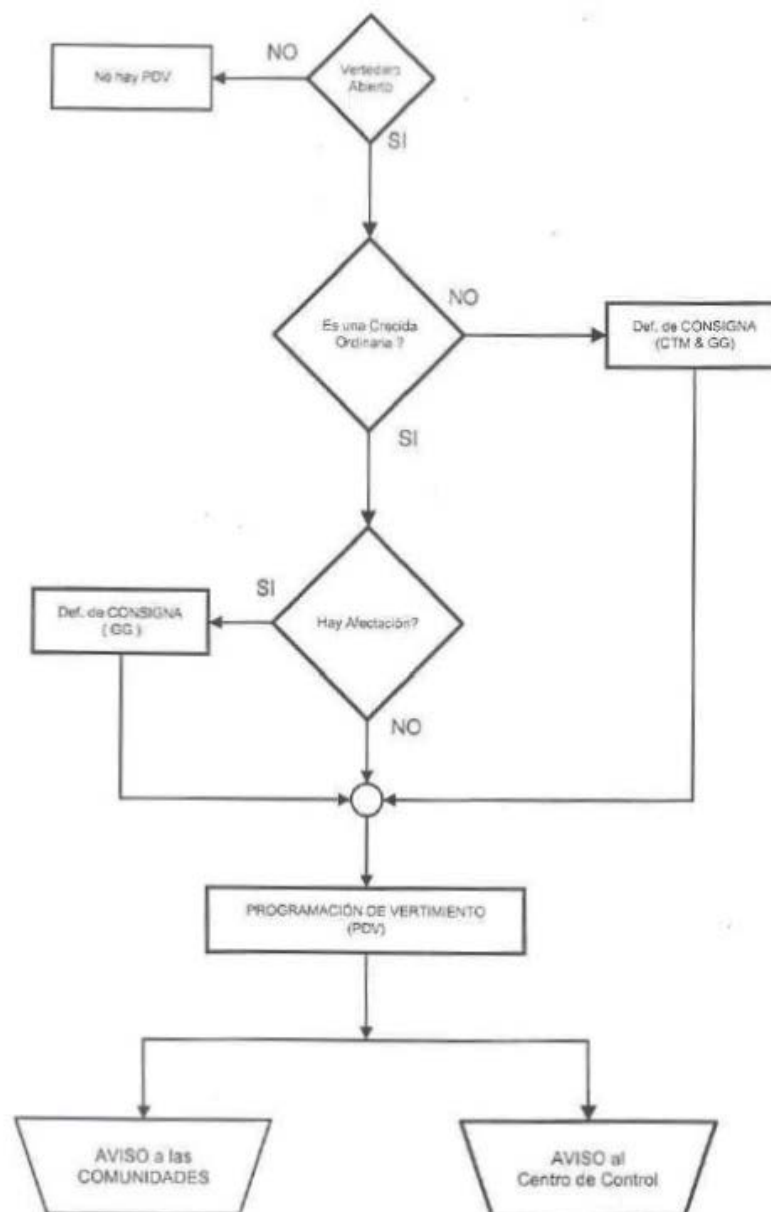 NO
No hay PDV
Vertedero
Abierto
SI
Es una Crecida
Ordinaria ?
NO
Def. de CONSIGNA
(CTM & GG)
SI
SI
Def. de CONSIGNA
( GG )
Hay Afectación?
NO
PROGRAMACIÓN DE VERTIMIENTO
(PDV)
AVISO a las
COMUNIDADES
AVISO al
Centro de Control